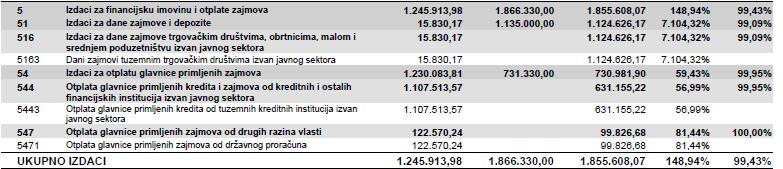 5 Izdaci za financijsku imovinu i otplate zajmova 1.245.913,98 1.866.330,00 1.855.608,07 148,94% 99,43%
51 Izdaci za dane zajmove i depozite 15.830,17 1.135.000,00 1.124.626,17 7.104,32% 99,09%
516 Izdaci za dane zajmove trgovačkim društvima, obrtnicima, malom i 15.830,17 1.124.626,17 7.104,32% 99,09%
srednjem poduzetništvu izvan javnog sektora
5163 Dani zajmovi tuzemnim trgovačkim društvima izvan javnog sektora 15.830,17 1.124.626,17 7.104,32%
54 Izdaci za otplatu glavnice primljenih zajmova 1.230.083,81 731.330,00 730.981,90 59,43% 99,95%
544 Otplata glavnice primljenih kredita i zajmova od kreditnih i ostalih 1.107.513,57 631.155,22 56,99% 99,95%
financijskih institucija izvan javnog sektora
5443 Otplata glavnice primljenih kredita od tuzemnih kreditnih institucija izvan 1.107.513,57 631.155,22 56,99%
javnog sektora
547 Otplata glavnice primljenih zajmova od drugih razina vlasti 122.570,24 99.826,68 81,44% 100,00%
5471 Otplata glavnice primljenih zajmova od državnog proračuna 122.570,24 99.826,68 81,44%
UKUPNO IZDACI 1.245.913,98 1.866.330,00 1.855.608,07 148,94% 99,43%